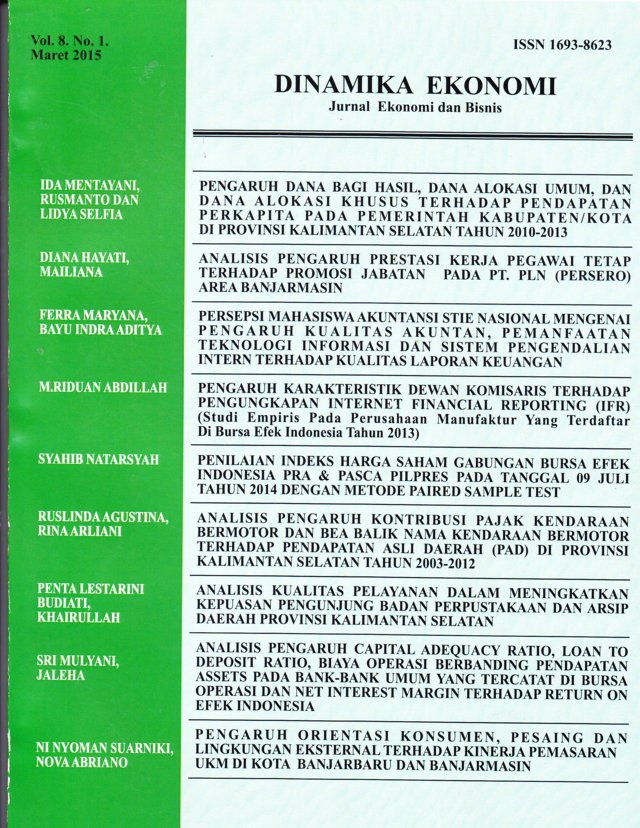 Vol. 8. No. 1.
Maret 2015
ISSN 1693-8623
DINAMIKA EKONOMI
Jurnal Ekonomi dan Bisnis
IDA MENTAYANI,
RUSMANTO DAN
LIDYA SELFIA
PENGARUH DANA BAGI HASIL, DANA ALOKASI UMUM, DAN
DANA ALOKASI KHUSUS TERHADAP PENDAPATAN
PERKAPITA PADA PEMERINTAH KABUPATEN/KOTA
DI PROVINSI KALIMANTAN SELATAN TAHUN 2010-2013
DIANA HAYATI,
MAILIANA
ANALISIS PENGARUH PRESTASI KERJA PEGAWAI TETAP
TERHADAP PROMOSI JABATAN PADA PT. PLN (PERSERO)
AREA BANJARMASIN
FERRA MARYANA,
BAYU INDRA ADITYA
PERSEPSI MAHASISWA AKUNTANSI STIE NASIONAL MENGENAI
PENGARUH KUALITAS AKUNTAN, PEMANFAATAN
TEKNOLOGI INFORMASI DAN SISTEM PENGENDALIAN
INTERN TERHADAP KUALITAS LAPORAN KEUANGAN
M.RIDUAN ABDILLAH
PENGARUH KARAKTERISTIK DEWAN KOMISARIS TERHADAP
PENGUNGKAPAN INTERNET FINANCIAL REPORTING (IFR)
(Studi Empiris Pada Perusahaan Manufaktur Yang Terdaftar
Di Bursa Efek Indonesia Tahun 2013)
SYAHIB NATARSYAH
PENILAIAN INDEKS HARGA SAHAM GABUNGAN BURSA EFEK
INDONESIA PRA & PASCA PILPRES PADA TANGGAL 09 JULI
TAHUN 2014 DENGAN METODE PAIRED SAMPLE TEST
RUSLINDA AGUSTINA,
RINA ARLIANI
ANALISIS PENGARUH KONTRIBUSI PAJAK KENDARAAN
BERMOTOR DAN BEA BALIK NAMA KENDARAAN BERMOTOR
TERHADAP PENDAPATAN ASLI DAERAH (PAD) DI PROVINSI
KALIMANTAN SELATAN TAHUN 2003-2012
PENTA LESTARINI
BUDIATI,
KHAIRULLAH
ANALISIS KUALITAS PELAYANAN DALAM MENINGKATKAN
KEPUASAN PENGUNJUNG BADAN PERPUSTAKAAN DAN ARSIP
DAERAH PROVINSI KALIMANTAN SELATAN
SRI MULYANI,
JALEHA
ANALISIS PENGARUH CAPITAL ADEQUACY RATIO, LOAN TO
DEPOSIT RATIO, BIAYA OPERASI BERBANDING PENDAPATAN
ASSETS PADA BANK-BANK UMUM YANG TERCATAT DI BURSA
OPERASI DAN NET INTEREST MARGIN TERHADAP RETURN ON
EFEK INDONESIA
NI NYOMAN SUARNIKI,
NOVA ABRIANO
PENGARUH ORIENTASI KONSUMEN, PESAING DAN
LINGKUNGAN EKSTERNAL TERHADAP KINERJA PEMASARAN
UKM DI KOTA BANJARBARU DAN BANJARMASIN